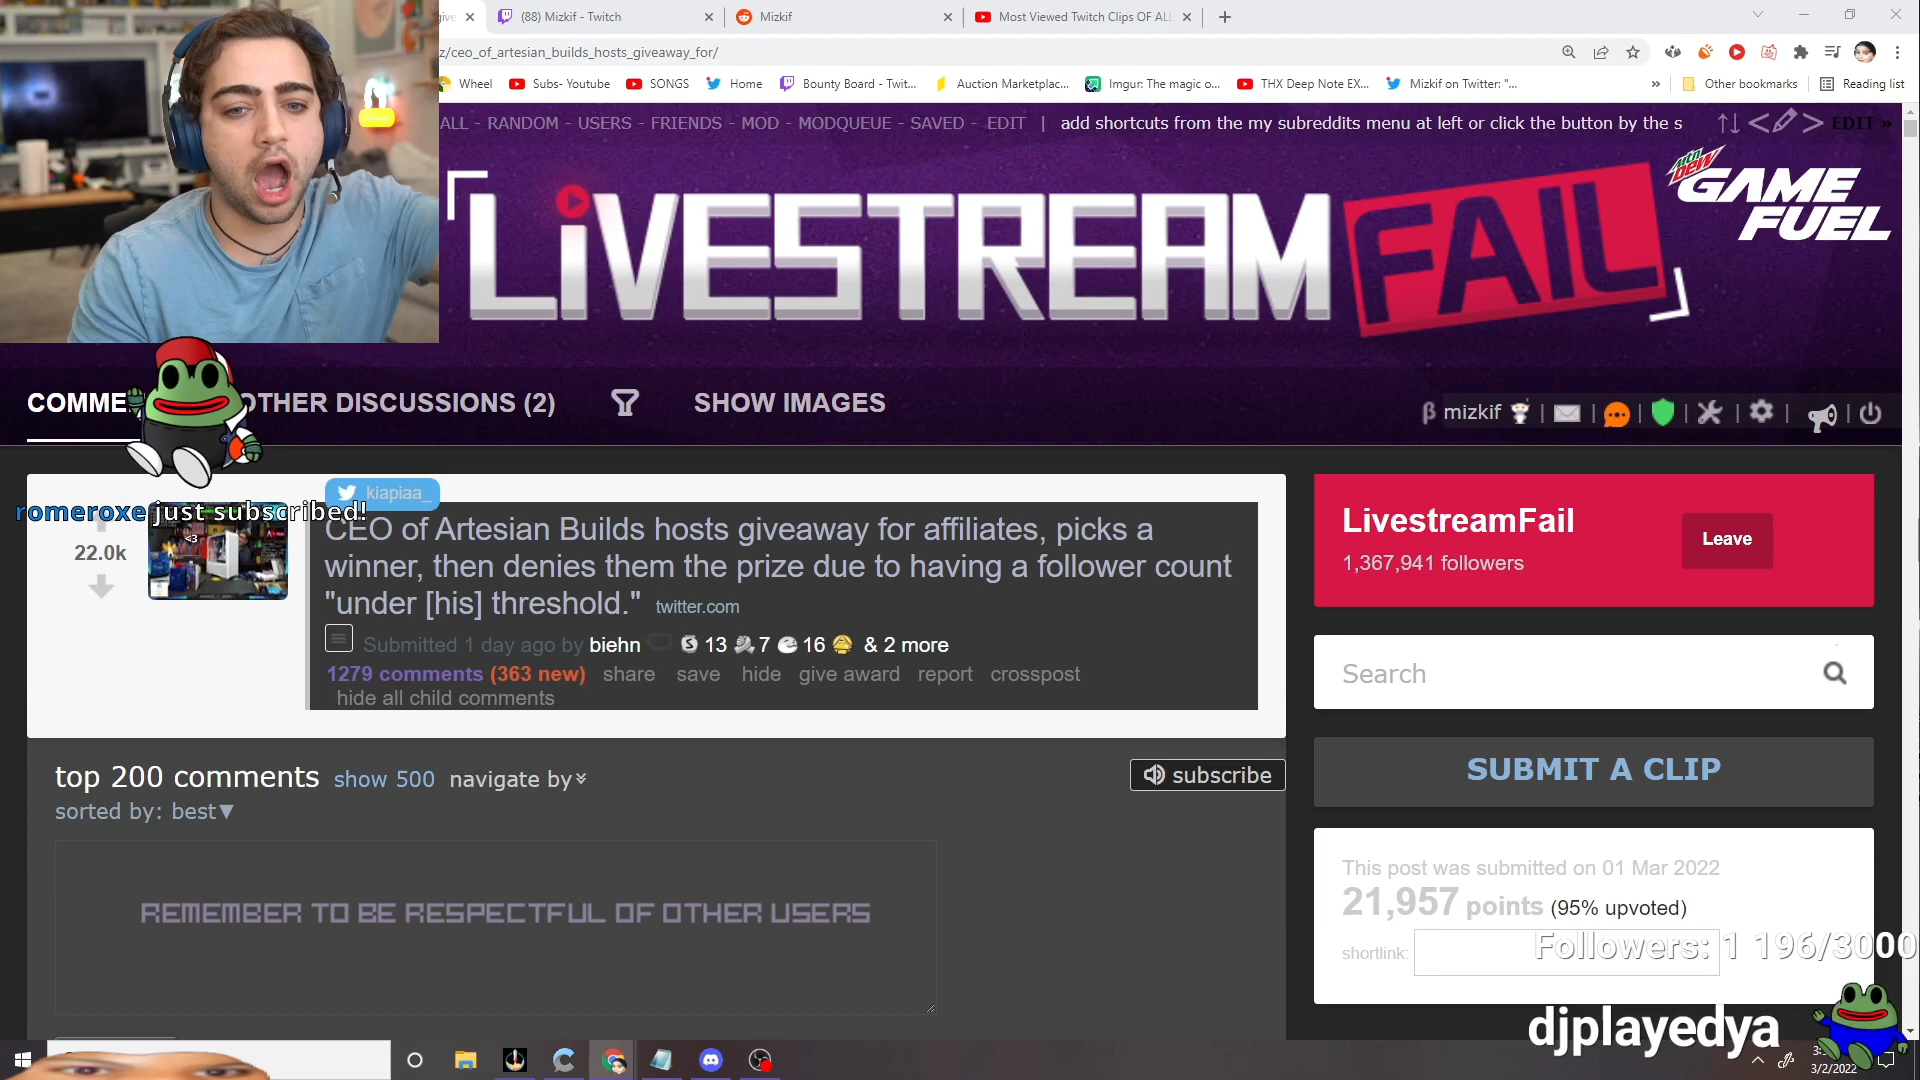 (88) Mizkif - Twitch
Mizkif
Most Viewed Twitch Clips OF ALL
z/ceo_of_artesian_builds_hosts_giveaway_for/
Wheel
Subs- Youtube
SONGS
Home
Bounty Board - Twit...
Auction Marketplac...
Imgur: The magic o...
THX Deep Note EX...
Mizkif on Twitter: "...
»
Other bookmarks
Reading list
ALL - RANDOM - USERS - FRIENDS - MOD - MODQUEUE - SAVED - EDIT | add shortcuts from the my subreddits menu at left or click the button by the s
EDIT »
LiVESTREAM FAIL
mtn DEW
GAME
FUEL
COMME
OTHER DISCUSSIONS (2)
SHOW IMAGES
β mizkif
kiapiaa_
romeroxe just subscribed!
<3
22.0k
CEO of Artesian Builds hosts giveaway for affiliates, picks a
winner, then denies them the prize due to having a follower count
"under [his] threshold." twitter.com
Submitted 1 day ago by biehn 13 7 16 & 2 more
1279 comments (363 new) share save hide give award report crosspost
hide all child comments
LivestreamFail
1,367,941 followers
Leave
Search
top 200 comments show 500 navigate by
subscribe
sorted by: best▼
SUBMIT A CLIP
REMEMBER TO BE RESPECTFUL OF OTHER USERS
This post was submitted on 01 Mar 2022
21,957 points (95% upvoted)
shortlink:
Followers: 1 196/3000
djplayedya
3/2/2022